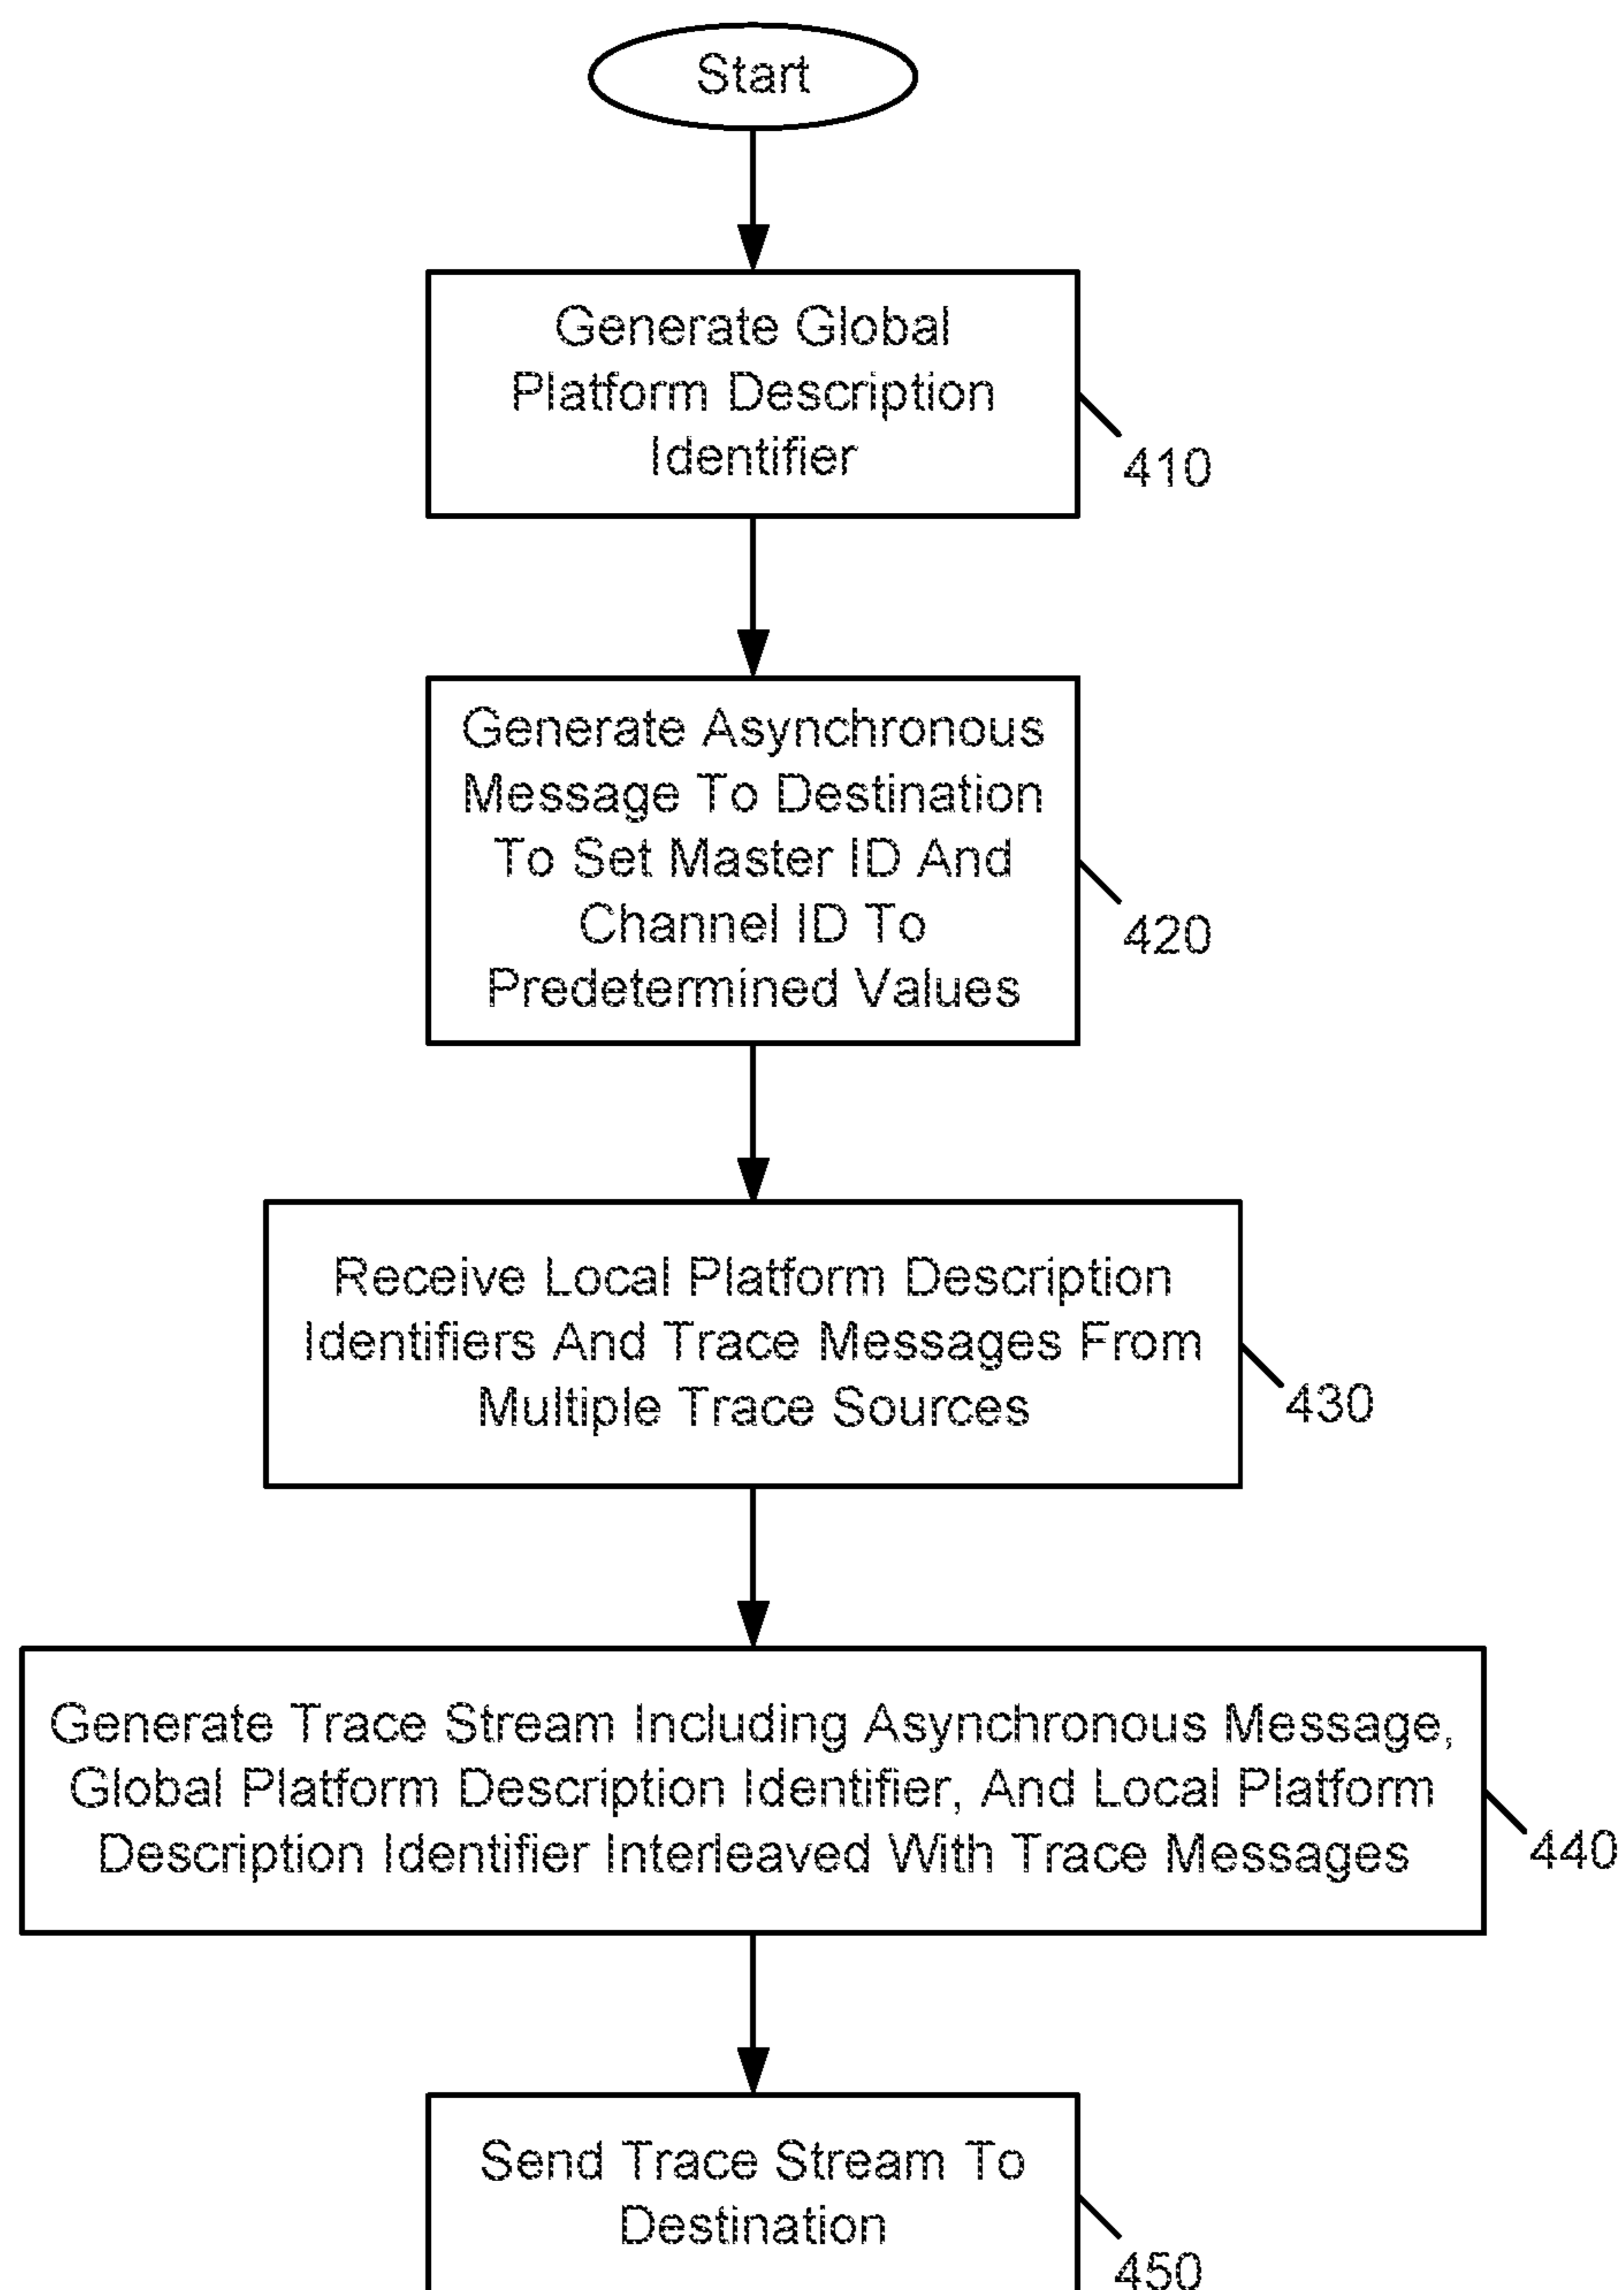 Start
Generate Global
Platform Description
Identifier
410
Generate Asynchronous
Message To Destination
To Set Master ID And
Channel ID To
Predetermined Values
420
Receive Local Platform Description
Identifiers And Trace Messages From
Multiple Trace Sources
430
Generate Trace Stream Including Asynchronous Message,
Global Platform Description Identifier, And Local Platform
Description Identifier Interleaved With Trace Messages
440
Send Trace Stream To
Destination
450